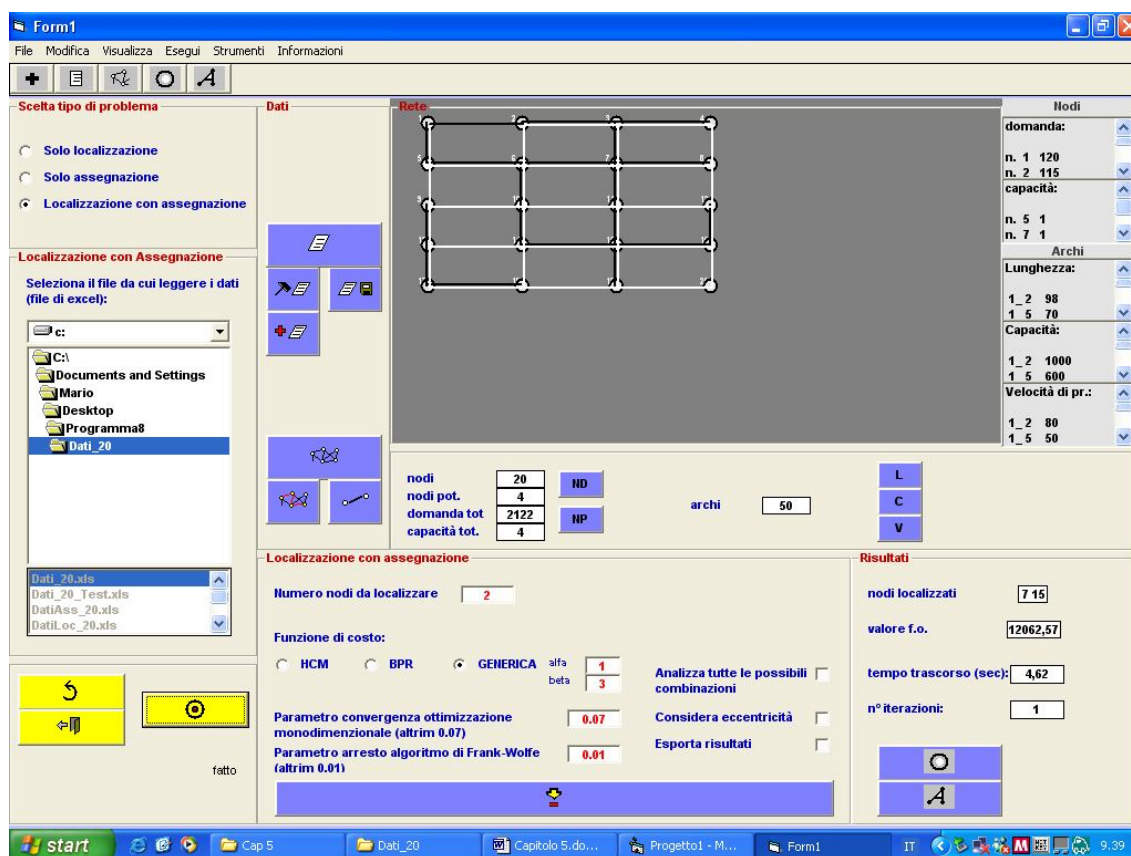 Form1
File Modifica Visualizza Esegui Strumenti Informazioni
Scelta tipo di problema
Solo localizzazione
Solo assegnazione
Localizzazione con assegnazione
Localizzazione con Assegnazione
Seleziona il file da cui leggere i dati
(file di excel):
c:
C:\
Documents and Settings
Mario
Desktop
Programma8
Dati_20
Dati_20.xls
Dati_20_Test.xls
DatiAss_20.xls
DatiLoc_20.xls
fatto
Dati
Rete
Nodi
domanda:
n. 1 120
n. 2 115
capacità:
n. 5 1
n. 7 1
Archi
Lunghezza:
1_2 98
1_5 70
Capacità:
1_2 1000
1_5 600
Velocità di pr.:
1_2 80
1_5 50
nodi 20 ND
nodi pot. 4
domanda tot 2122 NP
capacità tot. 4
archi 50
L
C
V
Localizzazione con assegnazione
Numero nodi da localizzare 2
Funzione di costo:
HCM BPR GENERICA alfa 1
beta 3
Analizza tutte le possibili
combinazioni
Parametro convergenza ottimizzazione 0.07
monodimenzionale (altrim 0.07)
Considera eccentricità
Parametro arresto algoritmo di Frank-Wolfe 0.01
(altrim 0.01)
Esporta risultati
Risultati
nodi localizzati 7 15
valore f.o. 12062,57
tempo trascorso (sec): 4,62
n° iterazioni: 1
start Cap 5 Dati_20 Capitolo 5.do... Progetto1 - M... Form1 IT 9.39